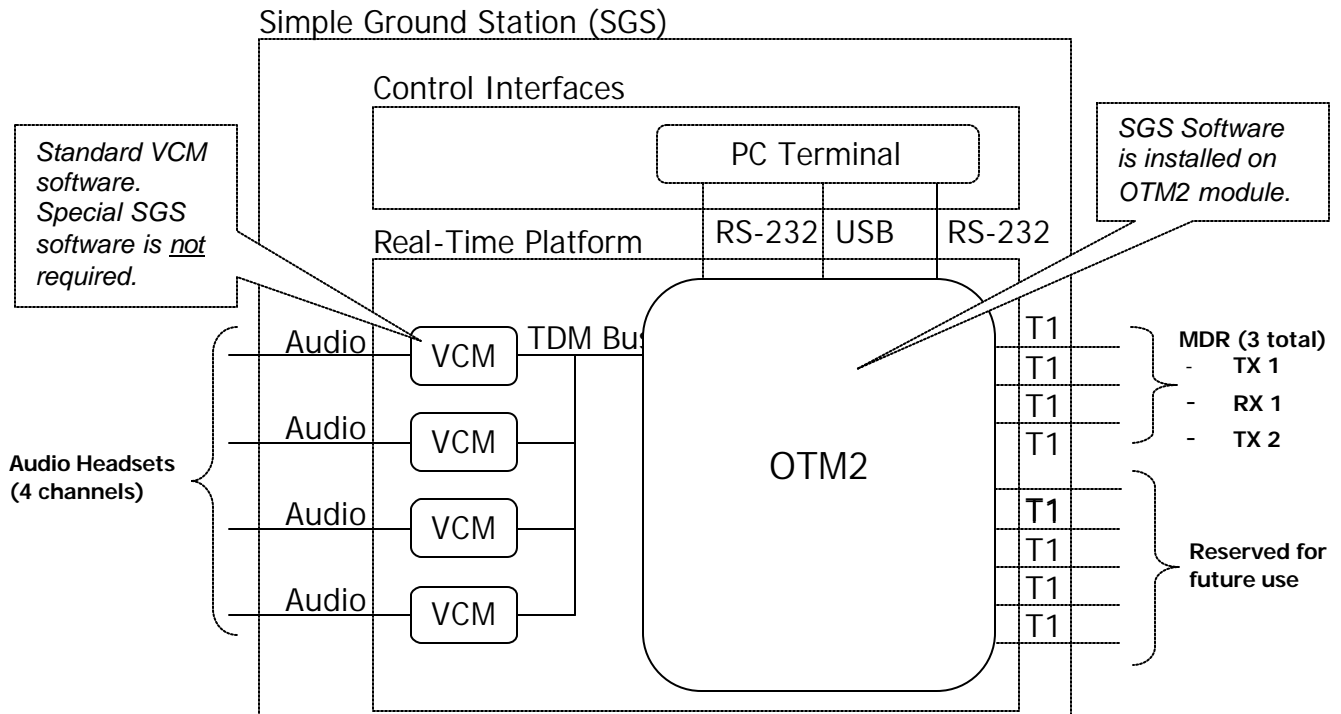 Simple Ground Station (SGS)
Control Interfaces
Standard VCM
software.
Special SGS
software is not
required.
SGS Software
is installed on
OTM2 module.
PC Terminal
RS-232
USB
RS-232
Real-Time Platform
Audio
VCM
TDM Bus
T1
MDR (3 total)
- TX 1
T1
T1
- RX 1
Audio
VCM
T1
- TX 2
Audio Headsets
(4 channels)
OTM2
Audio
VCM
T1
T1
Reserved for
future use
T1
Audio
VCM
T1